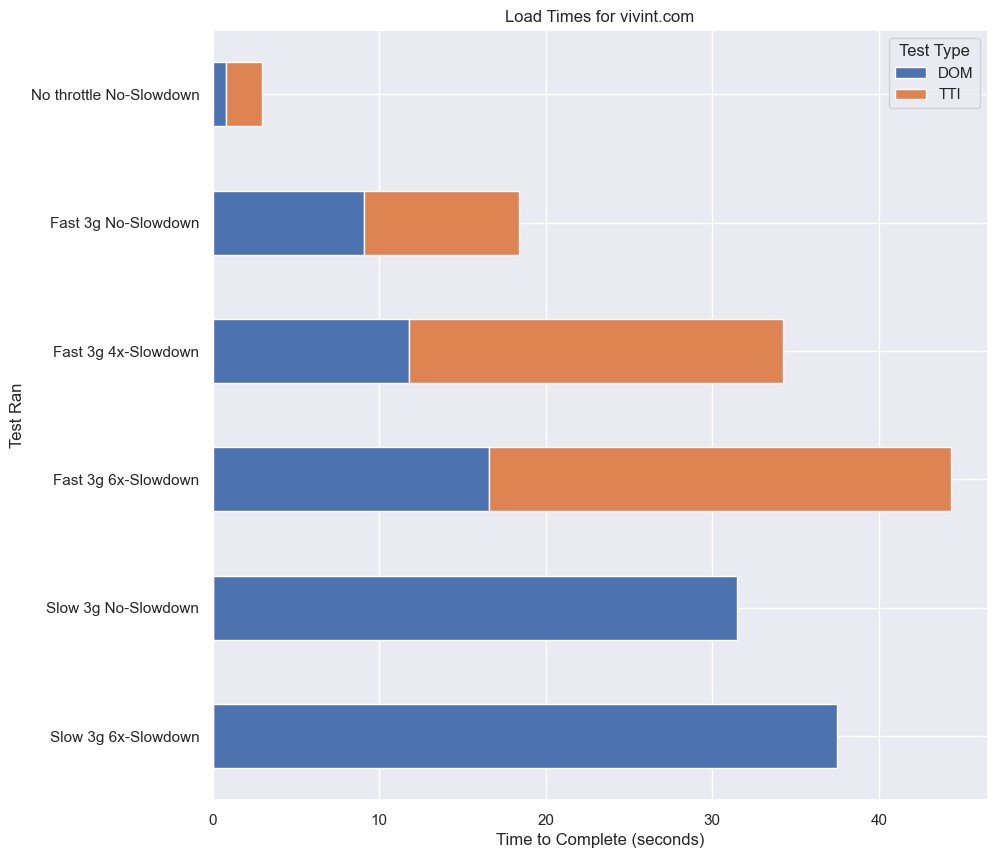 Load Times for vivint.com
Test Type
DOM
TTI
No throttle No-Slowdown
Fast 3g No-Slowdown
Fast 3g 4x-Slowdown
Fast 3g 6x-Slowdown
Slow 3g No-Slowdown
Slow 3g 6x-Slowdown
Test Ran
0 10 20 30 40
Time to Complete (seconds)